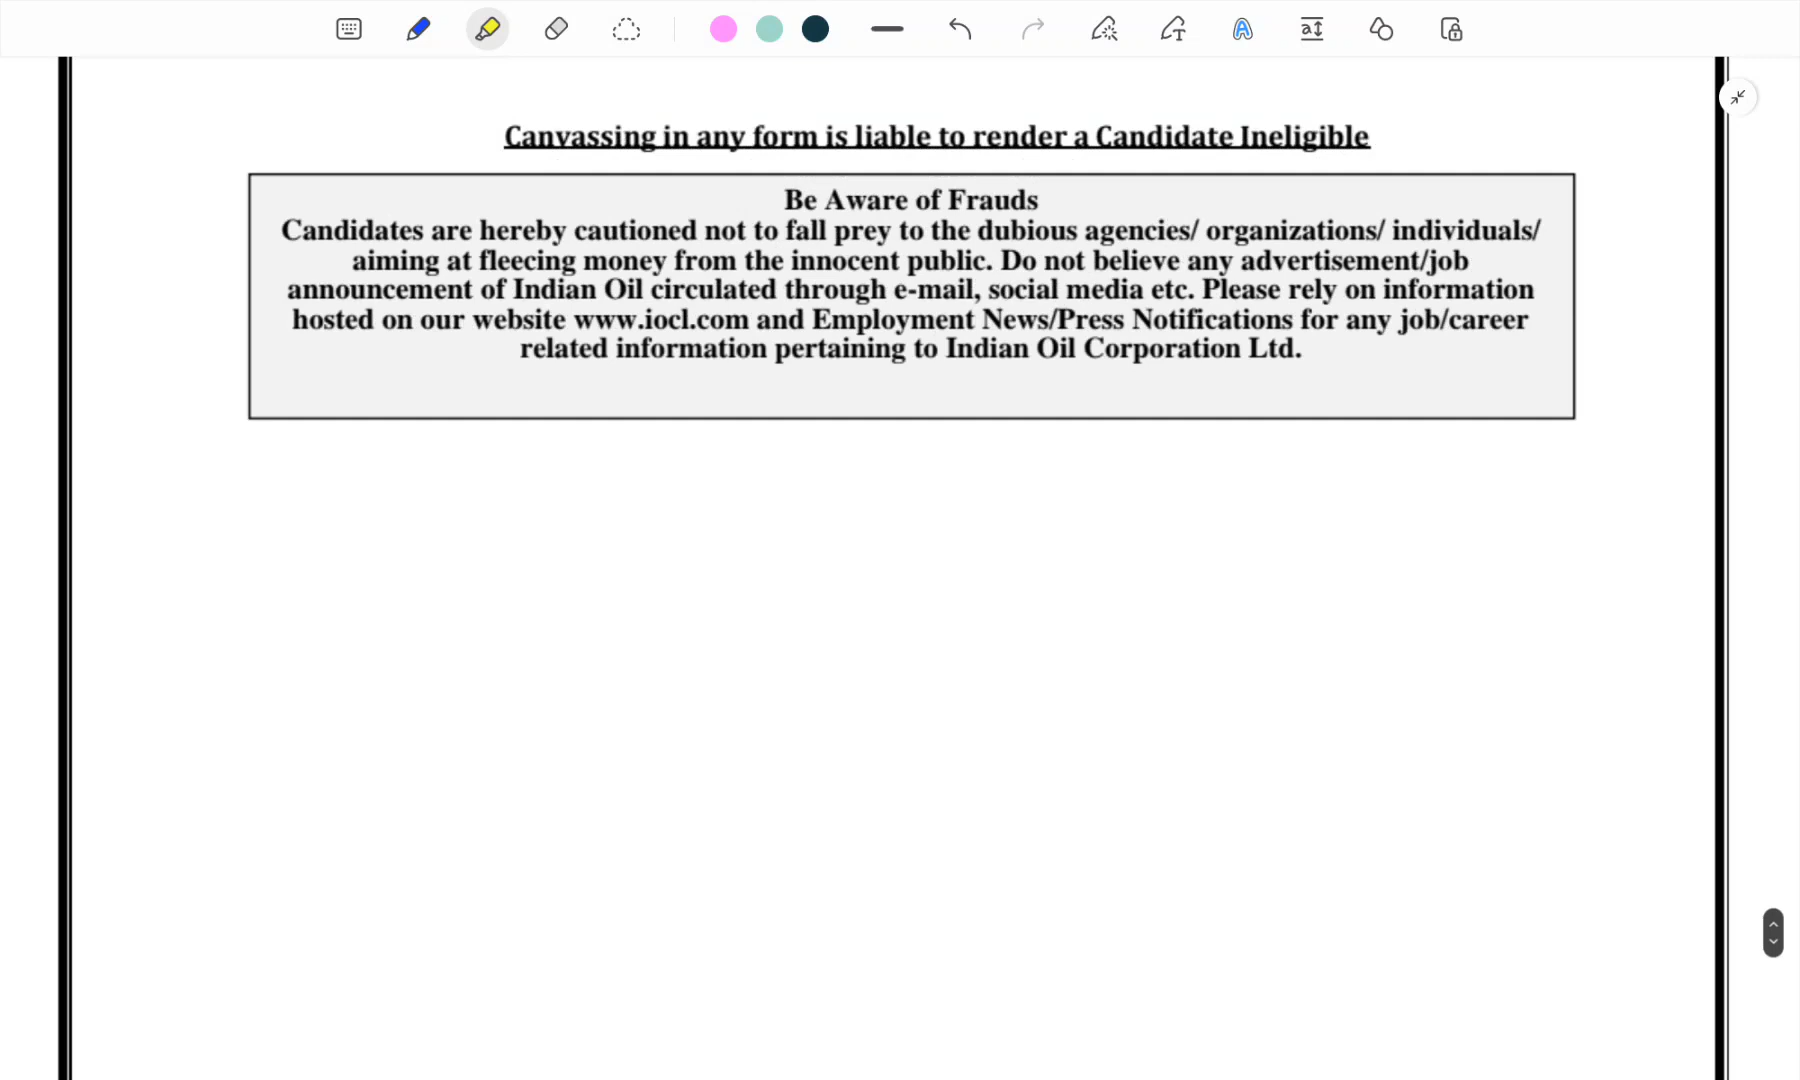 Canvassing in any form is liable to render a Candidate Ineligible
Be Aware of Frauds
Candidates are hereby cautioned not to fall prey to the dubious agencies/ organizations/ individuals/
aiming at fleecing money from the innocent public. Do not believe any advertisement/job
announcement of Indian Oil circulated through e-mail, social media etc. Please rely on information
hosted on our website www.iocl.com and Employment News/Press Notifications for any job/career
related information pertaining to Indian Oil Corporation Ltd.